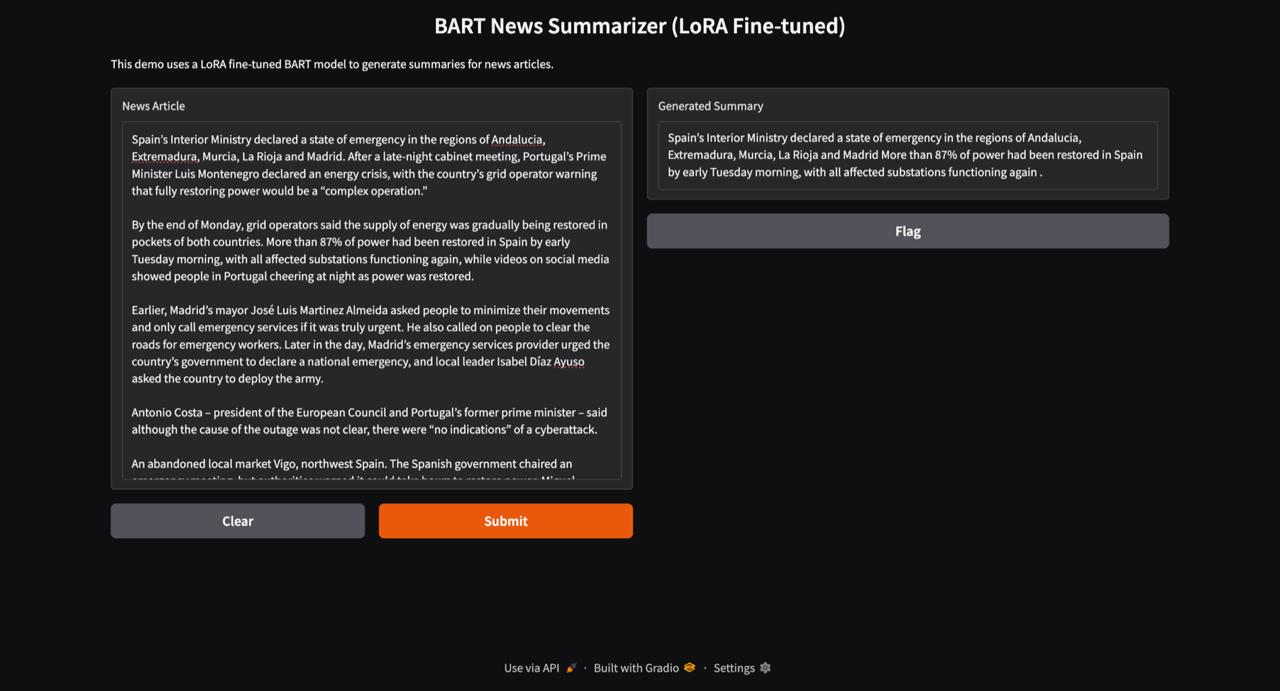 BART News Summarizer (LoRA Fine-tuned)
This demo uses a LoRA fine-tuned BART model to generate summaries for news articles.
News Article
Spain’s Interior Ministry declared a state of emergency in the regions of Andalucia,
Extremadura, Murcia, La Rioja and Madrid. After a late-night cabinet meeting, Portugal’s Prime
Minister Luis Montenegro declared an energy crisis, with the country’s grid operator warning
that fully restoring power would be a “complex operation.”
By the end of Monday, grid operators said the supply of energy was gradually being restored in
pockets of both countries. More than 87% of power had been restored in Spain by early
Tuesday morning, with all affected substations functioning again, while videos on social media
showed people in Portugal cheering at night as power was restored.
Earlier, Madrid’s mayor José Luis Martinez Almeida asked people to minimize their movements
and only call emergency services if it was truly urgent. He also called on people to clear the
roads for emergency workers. Later in the day, Madrid’s emergency services provider urged the
country’s government to declare a national emergency, and local leader Isabel Díaz Ayuso
asked the country to deploy the army.
Antonio Costa – president of the European Council and Portugal’s former prime minister – said
although the cause of the outage was not clear, there were “no indications” of a cyberattack.
An abandoned local market Vigo, northwest Spain. The Spanish government chaired an
emergency meeting, but authorities warned it could take hours to restore power. Miguel
Clear
Submit
Generated Summary
Spain’s Interior Ministry declared a state of emergency in the regions of Andalucia,
Extremadura, Murcia, La Rioja and Madrid More than 87% of power had been restored in Spain
by early Tuesday morning, with all affected substations functioning again .
Flag
Use via API · Built with Gradio · Settings